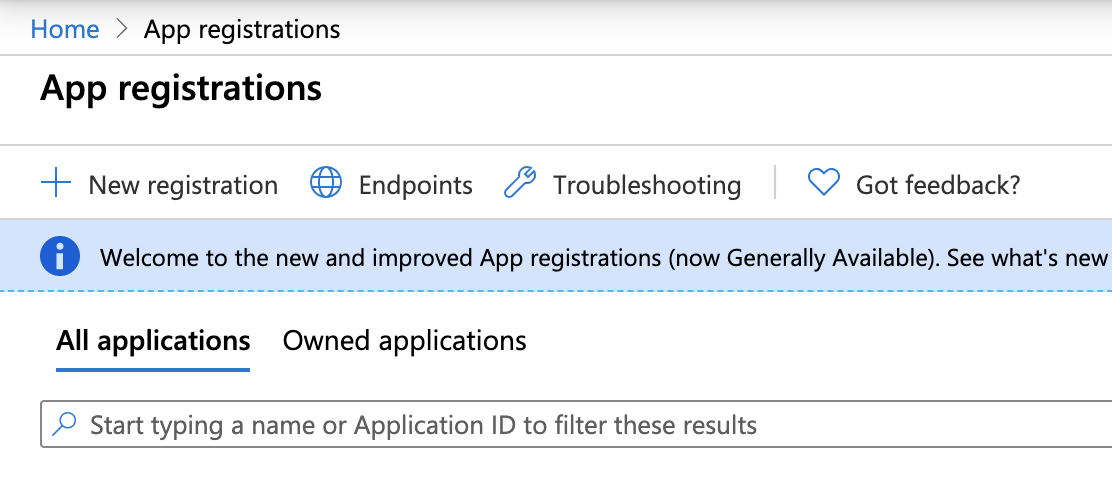 Home > App registrations
App registrations
New registration Endpoints Troubleshooting Got feedback?
Welcome to the new and improved App registrations (now Generally Available). See what's new
All applications Owned applications
Start typing a name or Application ID to filter these results